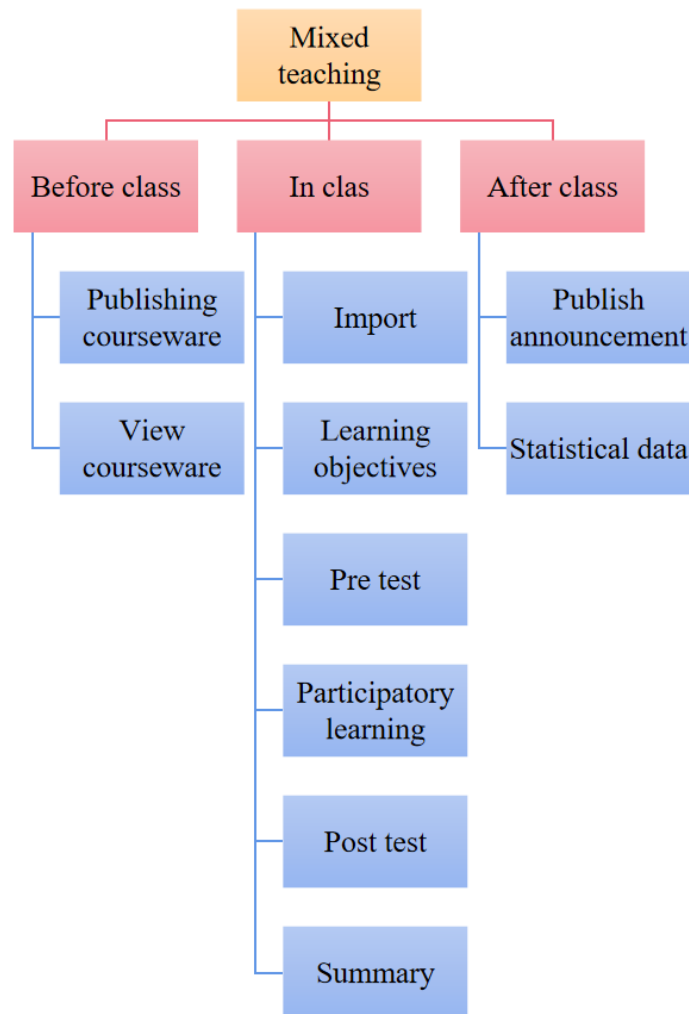 Mixed
teaching
Before class
In clas
After class
Publishing
courseware
View
courseware
Import
Learning
objectives
Pre test
Participatory
learning
Post test
Summary
Publish
announcement
Statistical data